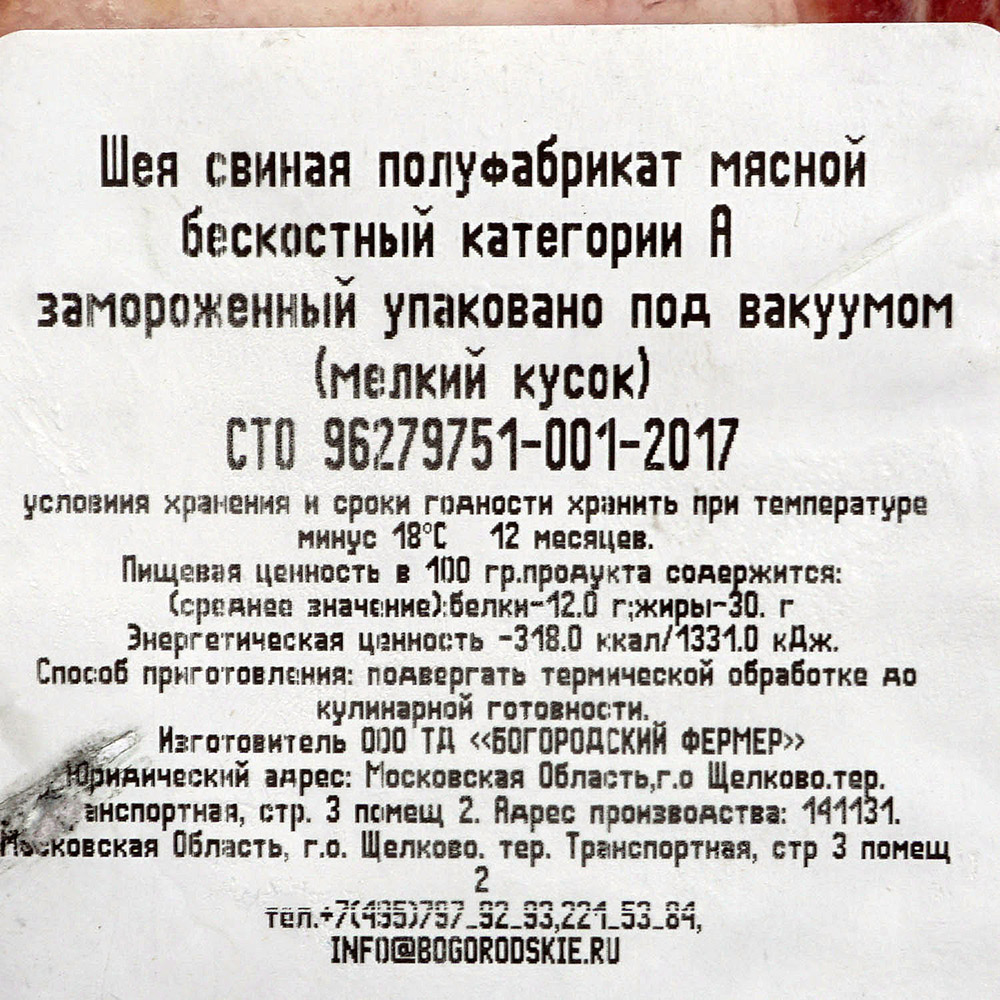 Шея свиная полуфабрикат мясной
бескостный категории А
замороженный упаковано под вакуумом
(мелкий кусок)
СТО 96279751-001-2017
условиия хранения и сроки годности хранить при температуре
минус 18°С 12 месяцев.
Пищевая ценность в 100 гр.продукта содержится:
(среднее значение):белки-12.0 г;жиры-30. г
Энергетическая ценность -318.0 ккал/1331.0 кДж.
Способ приготовления: подвергать термической обработке до
кулинарной готовности.
Изготовитель ООО ТД «БОГОРОДСКИЙ ФЕРМЕР»
Юридический адрес: Московская Область,г.о Щелково.тер.
анспортная, стр. 3 помещ 2. Адрес производства: 141131.
Московская Область, г.о. Щелково. тер. Транспортная, стр 3 помещ
2
тел.+7(495)797_92_93,221_53_84,
INFO@BOGORODSKIE.RU